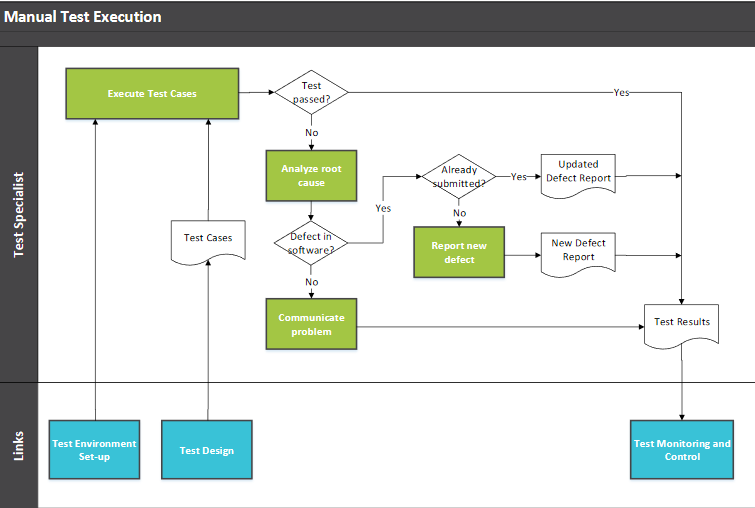 Manual Test Execution
Test Specialist
Execute Test Cases
Test
passed?
Yes
No
Analyze root
cause
Already
submitted?
Yes
Updated
Defect Report
Yes
No
Test Cases
Defect in
software?
Report new
defect
New Defect
Report
No
Communicate
problem
Test Results
Links
Test Environment
Set-up
Test Design
Test Monitoring and
Control